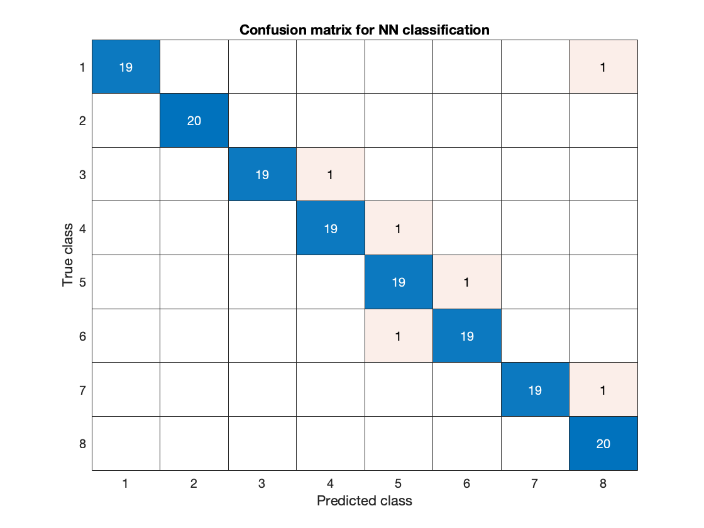 Confusion matrix for NN classification
1 19 1
2 20
3 19 1
4 19 1
5 19 1
6 1 19
7 19 1
8 20
True class
1 2 3 4 5 6 7 8
Predicted class